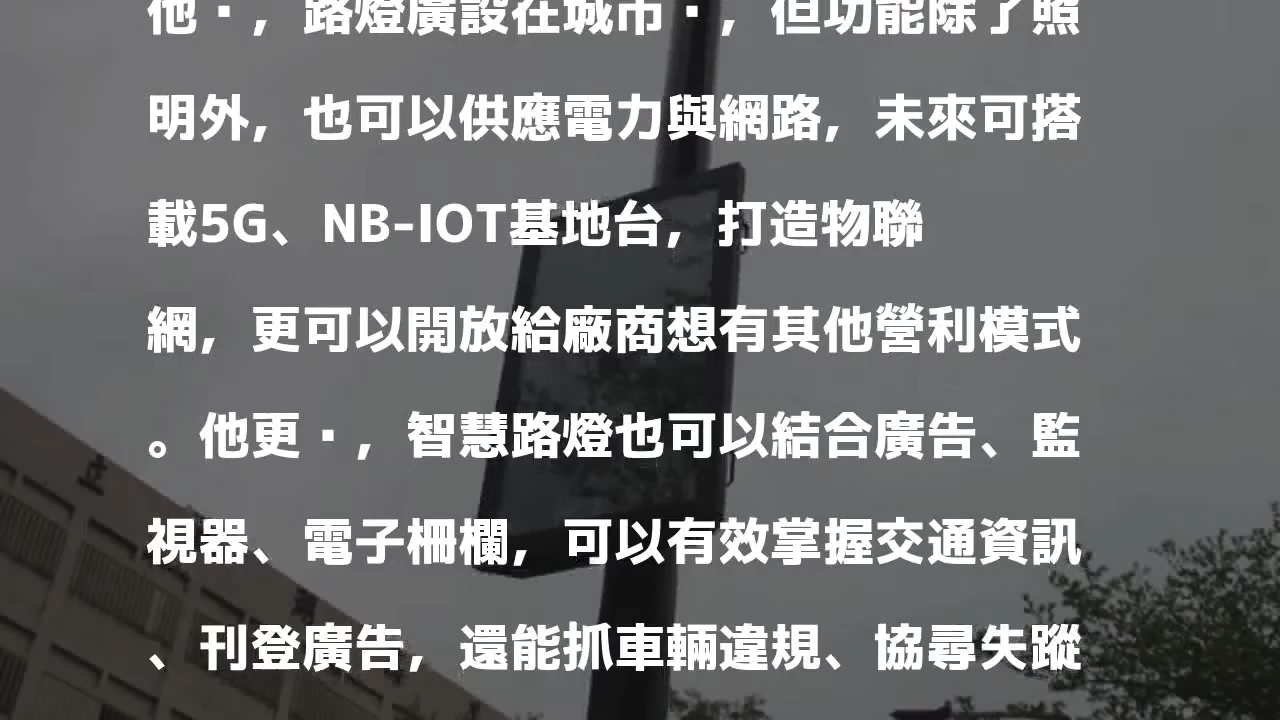 他▪，路燈廣設在城市▪，但功能除了照
明外，也可以供應電力與網路，未來可搭
載5G、NB-IOT基地台，打造物聯
網，更可以開放給廠商想有其他營利模式
。他更▪，智慧路燈也可以結合廣告、監
視器、電子柵欄，可以有效掌握交通資訊
、刊登廣告，還能抓車輛違規、協尋失蹤
立